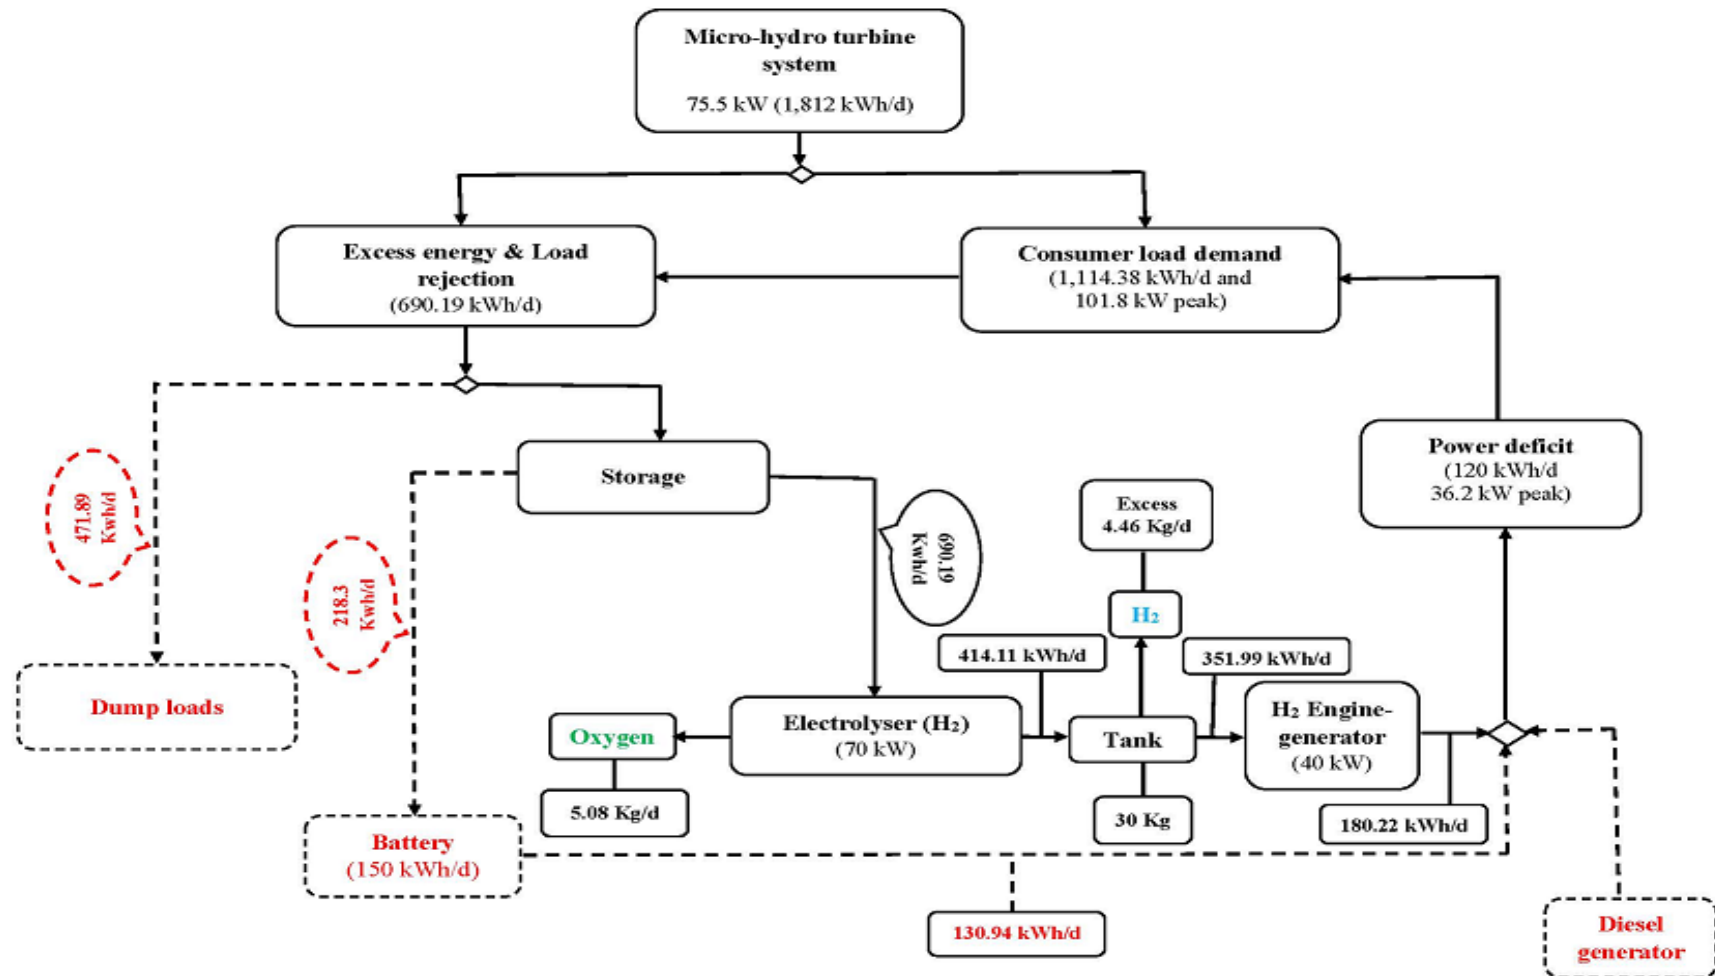 Micro-hydro turbine
system
75.5 kW (1,812 kWh/d)
Excess energy & Load
rejection
(690.19 kWh/d)
Consumer load demand
(1,114.38 kWh/d and
101.8 kW peak)
Storage
Power deficit
(120 kWh/d
36.2 kW peak)
471.89
Kwh/d
218.3
Kwh/d
690.19
Kwh/d
Excess
4.46 Kg/d
H₂
414.11 kWh/d
351.99 kWh/d
Dump loads
Oxygen
Electrolyser (H₂)
(70 kW)
Tank
H₂ Engine-
generator
(40 kW)
5.08 Kg/d
30 Kg
180.22 kWh/d
Battery
(150 kWh/d)
130.94 kWh/d
Diesel
generator